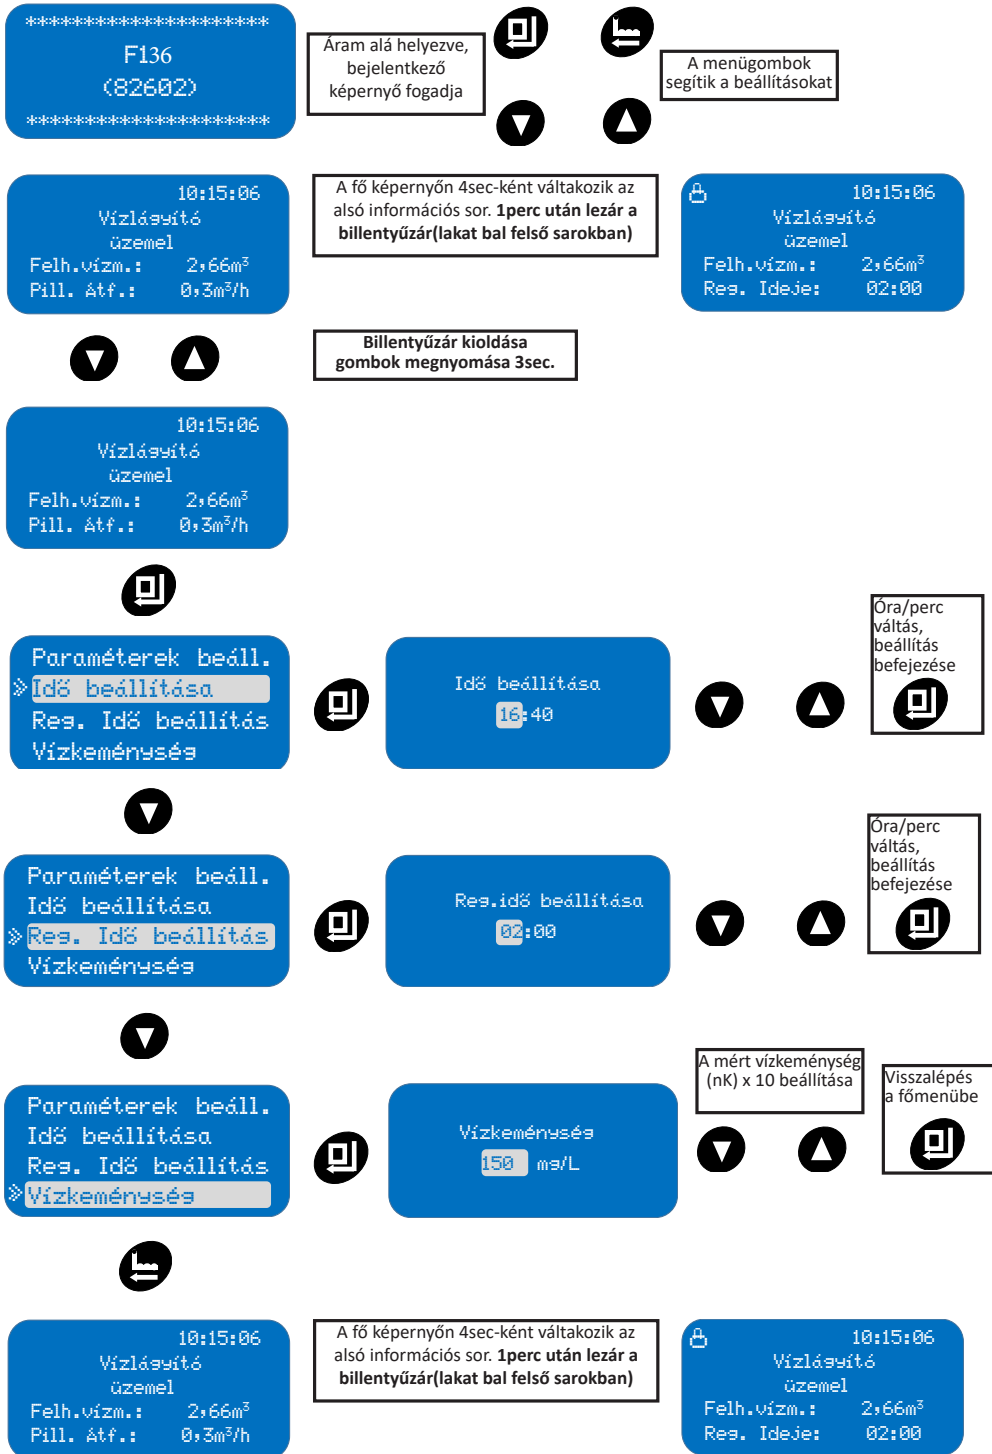 **********************
F136
(82602)
**********************
Áram alá helyezve,
bejelentkező
képernyő fogadja
A menügombok
segítik a beállításokat
10:15:06
Vízlágyító
üzemel
Felh.vízm.: 2,66m³
Pill. Átf.: 0,3m³/h
A fő képernyőn 4sec-ként váltakozik az
alsó információs sor. 1perc után lezár a
billentyűzár(lakat bal felső sarokban)
10:15:06
Vízlágyító
üzemel
Felh.vízm.: 2,66m³
Reg. Ideje: 02:00
Billentyűzár kioldása
gombok megnyomása 3sec.
10:15:06
Vízlágyító
üzemel
Felh.vízm.: 2,66m³
Pill. Átf.: 0,3m³/h
Paraméterek beáll.
»Idő beállítása
Reg. Idő beállítás
Vízkeménység
Idő beállítása
16:40
Óra/perc
váltás,
beállítás
befejezése
Paraméterek beáll.
Idő beállítása
»Reg. Idő beállítás
Vízkeménység
Reg.idő beállítása
02:00
Óra/perc
váltás,
beállítás
befejezése
Paraméterek beáll.
Idő beállítása
Reg. Idő beállítás
»Vízkeménység
Vízkeménység
150 mg/L
A mért vízkeménység
(nK) x 10 beállítása
Visszalépés
a főmenübe
10:15:06
Vízlágyító
üzemel
Felh.vízm.: 2,66m³
Pill. Átf.: 0,3m³/h
A fő képernyőn 4sec-ként váltakozik az
alsó információs sor. 1perc után lezár a
billentyűzár(lakat bal felső sarokban)
10:15:06
Vízlágyító
üzemel
Felh.vízm.: 2,66m³
Reg. Ideje: 02:00